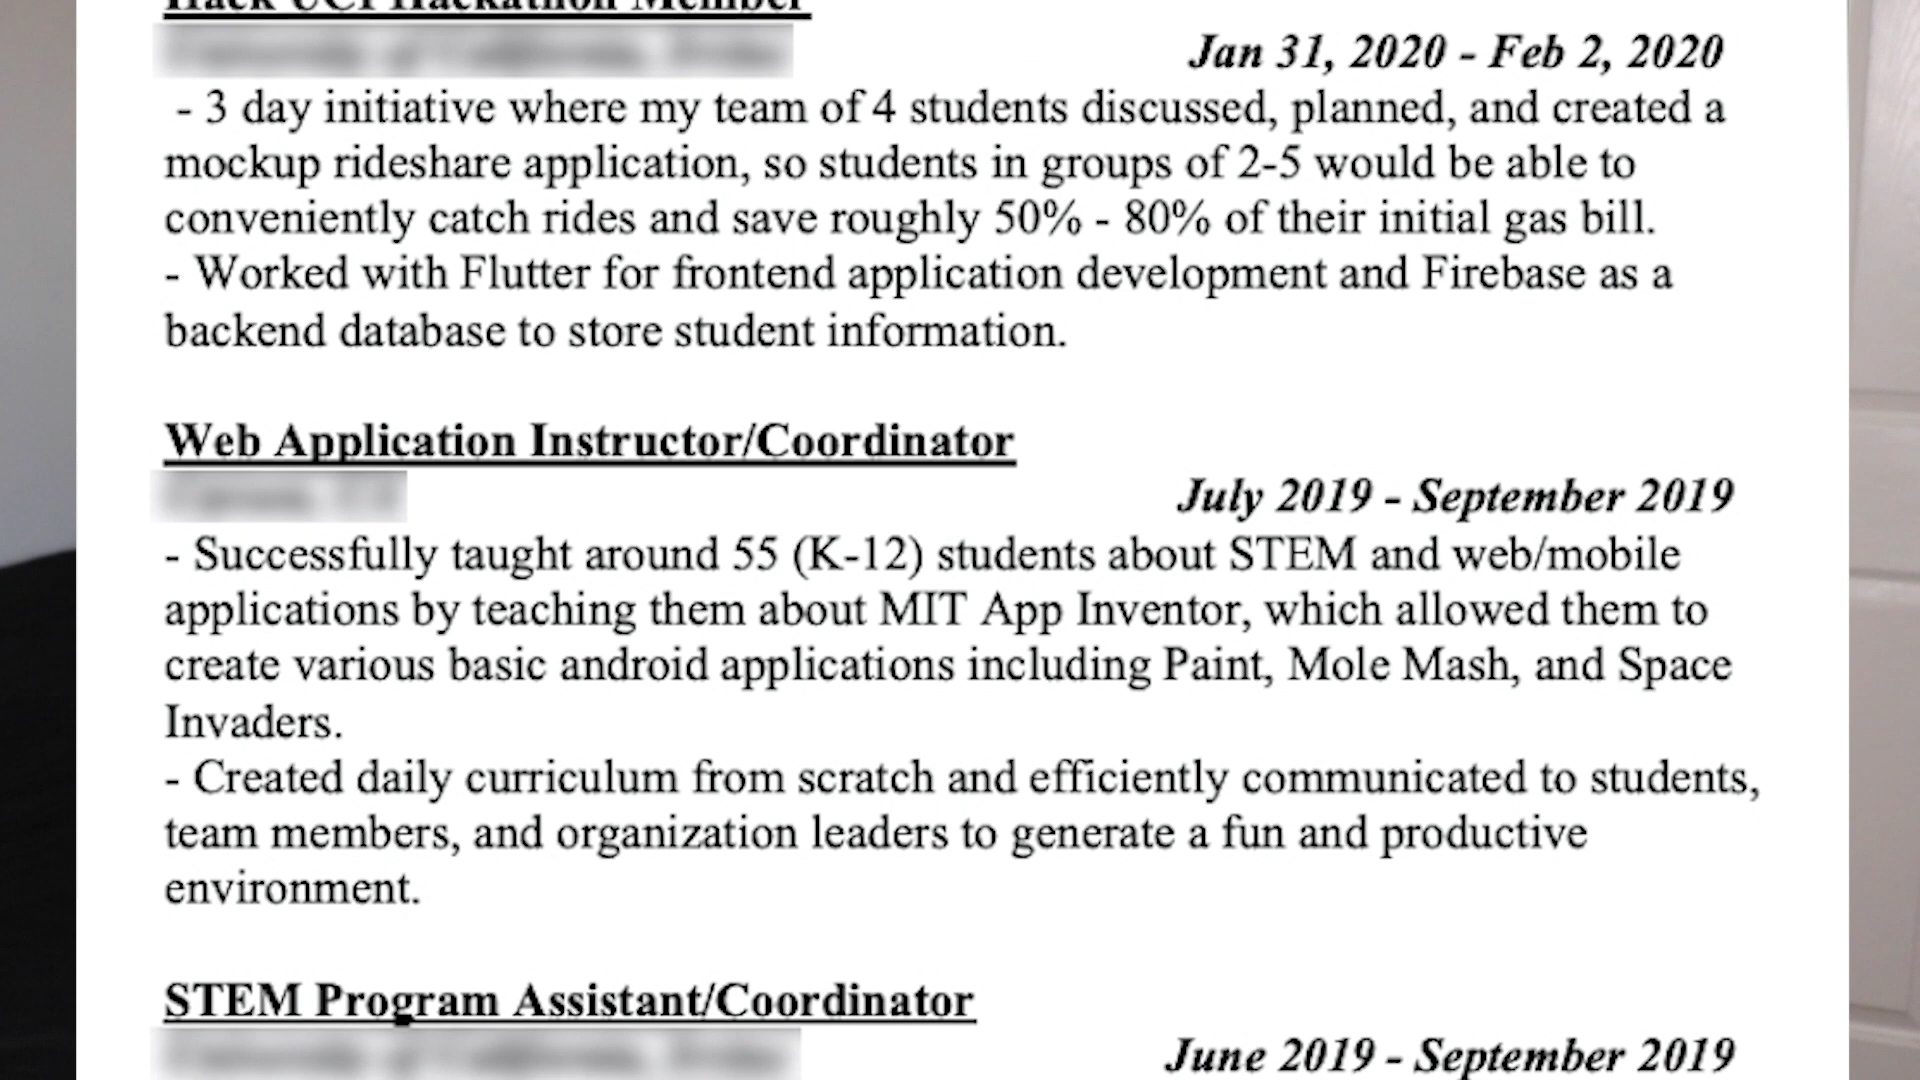 Hack UCI Hackathon Member
Jan 31, 2020 - Feb 2, 2020
- 3 day initiative where my team of 4 students discussed, planned, and created a
mockup rideshare application, so students in groups of 2-5 would be able to
conveniently catch rides and save roughly 50% - 80% of their initial gas bill.
- Worked with Flutter for frontend application development and Firebase as a
backend database to store student information.
Web Application Instructor/Coordinator
July 2019 - September 2019
- Successfully taught around 55 (K-12) students about STEM and web/mobile
applications by teaching them about MIT App Inventor, which allowed them to
create various basic android applications including Paint, Mole Mash, and Space
Invaders.
- Created daily curriculum from scratch and efficiently communicated to students,
team members, and organization leaders to generate a fun and productive
environment.
STEM Program Assistant/Coordinator
June 2019 - September 2019